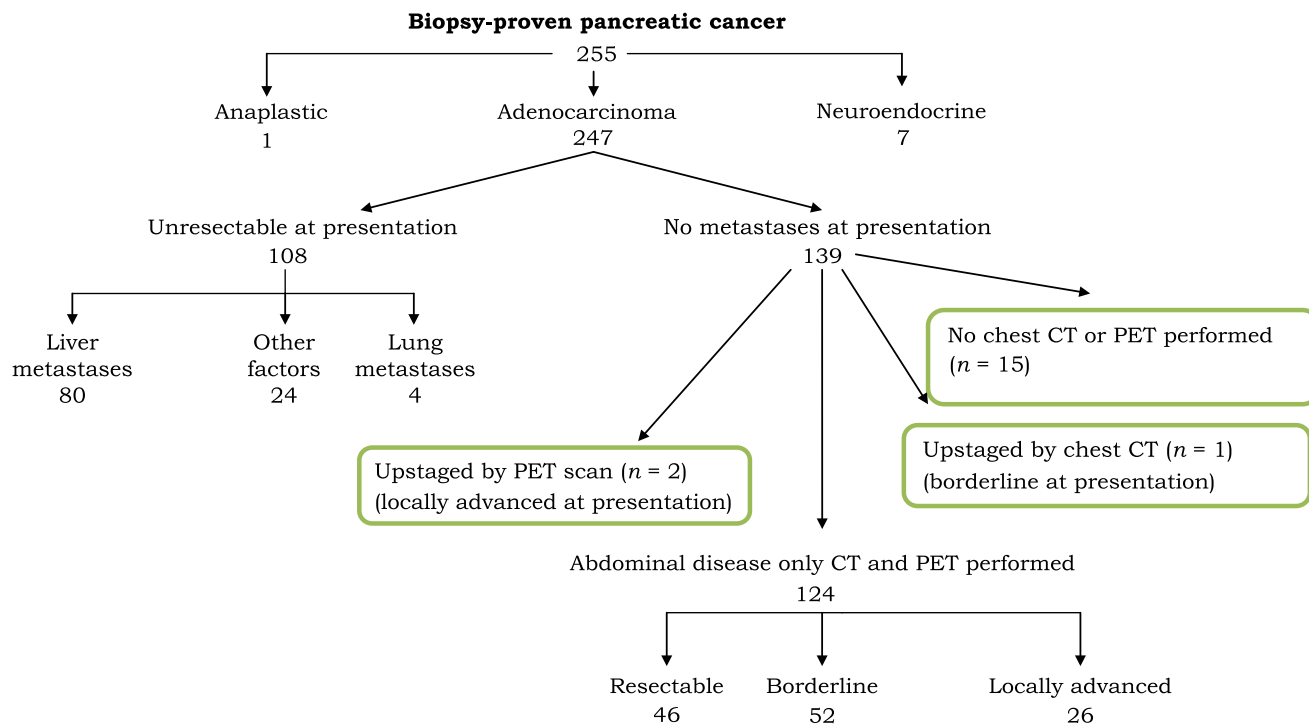 Biopsy-proven pancreatic cancer
255
Anaplastic
1
Adenocarcinoma
247
Neuroendocrine
7
Unresectable at presentation
108
No metastases at presentation
139
Liver
metastases
80
Other
factors
24
Lung
metastases
4
No chest CT or PET performed
(n = 15)
Upstaged by chest CT (n = 1)
(borderline at presentation)
Upstaged by PET scan (n = 2)
(locally advanced at presentation)
Abdominal disease only CT and PET performed
124
Resectable
46
Borderline
52
Locally advanced
26